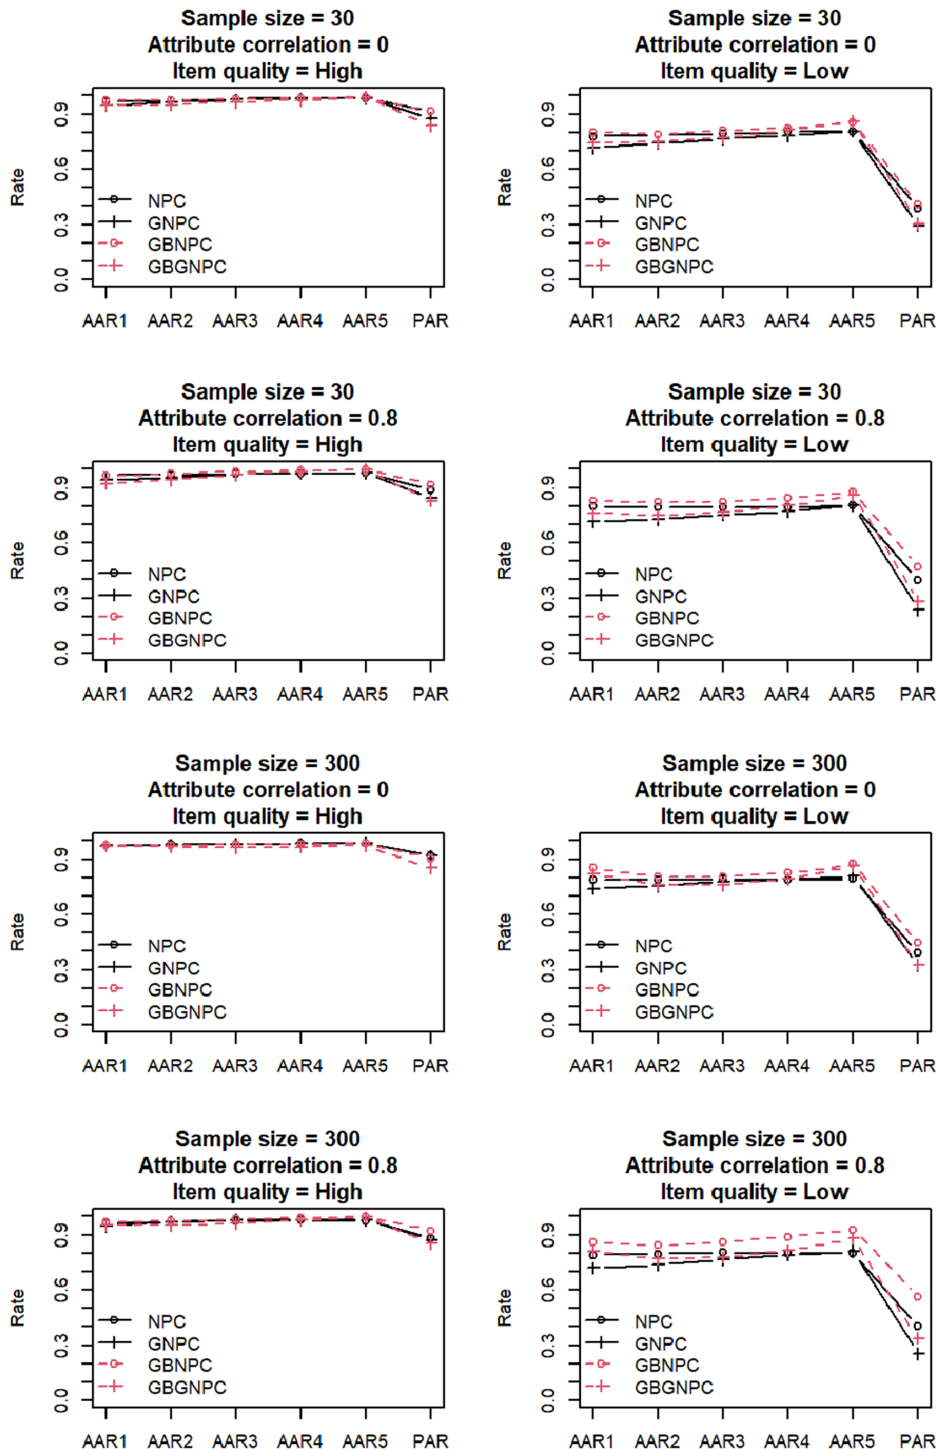 Sample size = 30
Attribute correlation = 0
Item quality = High
Rate
0.9
0.6
0.3
0.0
NPC
GNPC
GBNPC
GBGNPC
AAR1 AAR2 AAR3 AAR4 AAR5 PAR
Sample size = 30
Attribute correlation = 0
Item quality = Low
Rate
0.9
0.6
0.3
0.0
NPC
GNPC
GBNPC
GBGNPC
AAR1 AAR2 AAR3 AAR4 AAR5 PAR
Sample size = 30
Attribute correlation = 0.8
Item quality = High
Rate
0.9
0.6
0.3
0.0
NPC
GNPC
GBNPC
GBGNPC
AAR1 AAR2 AAR3 AAR4 AAR5 PAR
Sample size = 30
Attribute correlation = 0.8
Item quality = Low
Rate
0.9
0.6
0.3
0.0
NPC
GNPC
GBNPC
GBGNPC
AAR1 AAR2 AAR3 AAR4 AAR5 PAR
Sample size = 300
Attribute correlation = 0
Item quality = High
Rate
0.9
0.6
0.3
0.0
NPC
GNPC
GBNPC
GBGNPC
AAR1 AAR2 AAR3 AAR4 AAR5 PAR
Sample size = 300
Attribute correlation = 0
Item quality = Low
Rate
0.9
0.6
0.3
0.0
NPC
GNPC
GBNPC
GBGNPC
AAR1 AAR2 AAR3 AAR4 AAR5 PAR
Sample size = 300
Attribute correlation = 0.8
Item quality = High
Rate
0.9
0.6
0.3
0.0
NPC
GNPC
GBNPC
GBGNPC
AAR1 AAR2 AAR3 AAR4 AAR5 PAR
Sample size = 300
Attribute correlation = 0.8
Item quality = Low
Rate
0.9
0.6
0.3
0.0
NPC
GNPC
GBNPC
GBGNPC
AAR1 AAR2 AAR3 AAR4 AAR5 PAR